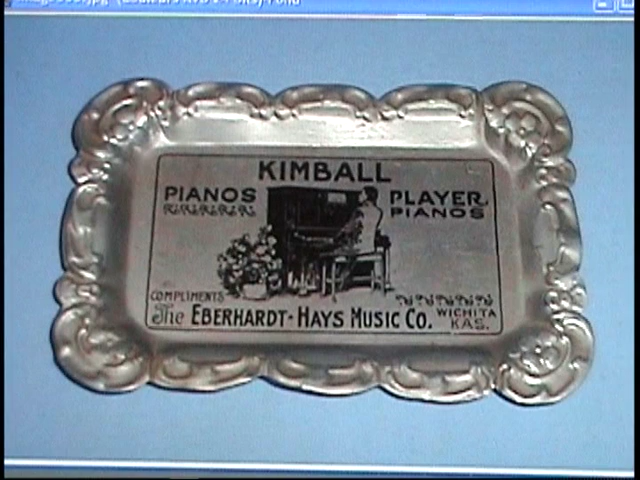 KIMBALL
PIANOS
PLAYER
PIANOS
COMPLIMENTS
The EBERHARDT-HAYS MUSIC CO. WICHITA
KAS.